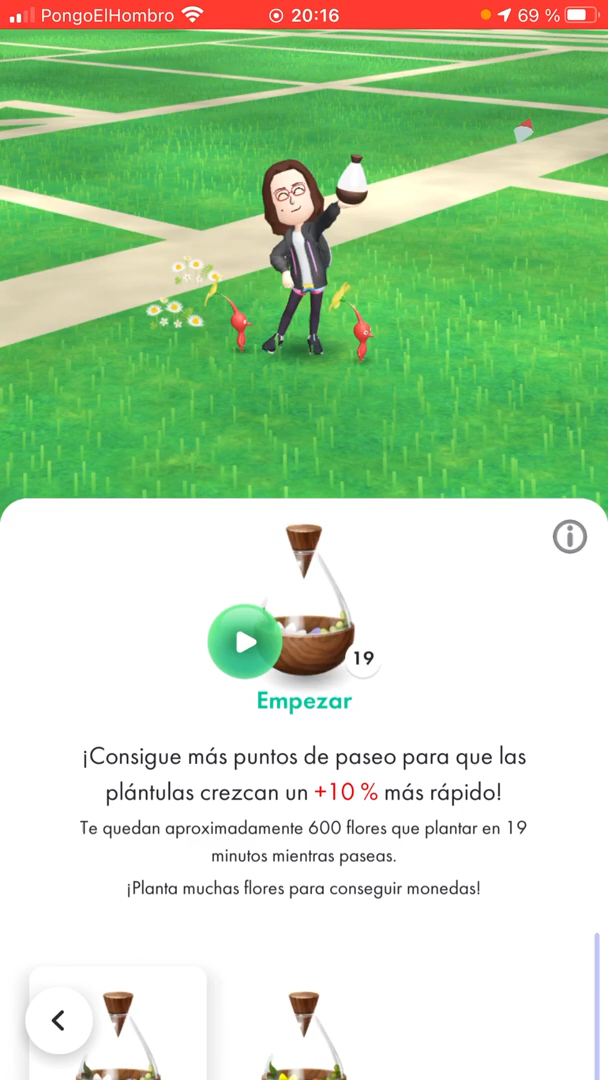 PongoElHombro 20:16 69 %
19
Empezar
¡Consigue más puntos de paseo para que las
plántulas crezcan un +10 % más rápido!
Te quedan aproximadamente 600 flores que plantar en 19
minutos mientras paseas.
¡Planta muchas flores para conseguir monedas!